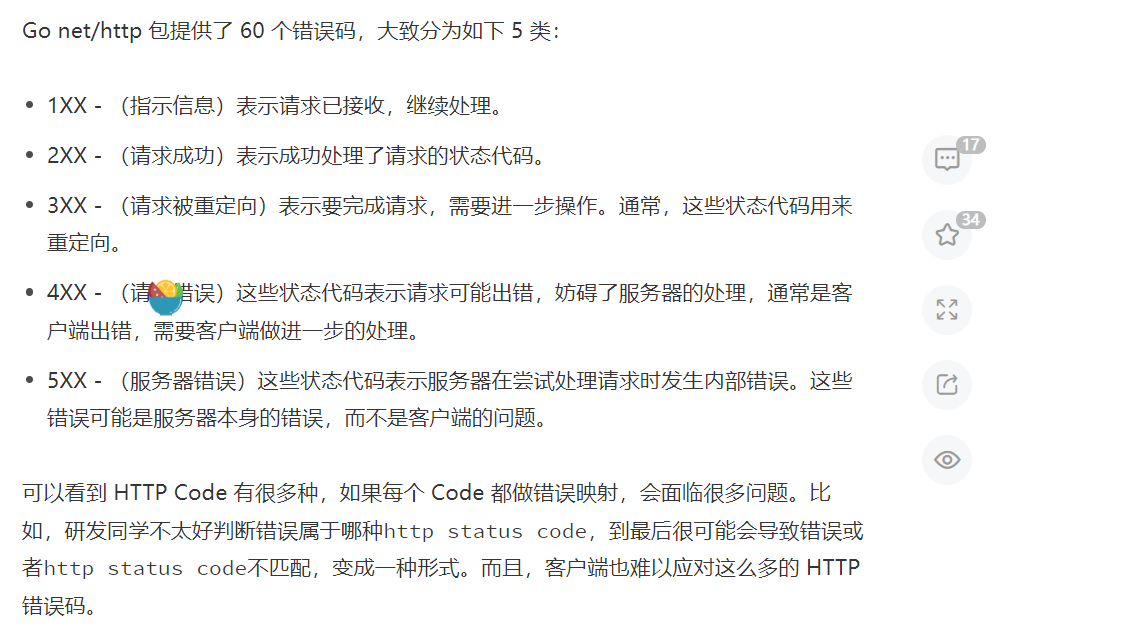 Go net/http 包提供了 60 个错误码，大致分为如下 5 类：
1XX - （指示信息）表示请求已接收，继续处理。
2XX - （请求成功）表示成功处理了请求的状态代码。
3XX - （请求被重定向）表示要完成请求，需要进一步操作。通常，这些状态代码用来
重定向。
4XX - （请 错误）这些状态代码表示请求可能出错，妨碍了服务器的处理，通常是客
户端出错，需要客户端做进一步的处理。
5XX - （服务器错误）这些状态代码表示服务器在尝试处理请求时发生内部错误。这些
错误可能是服务器本身的错误，而不是客户端的问题。
可以看到 HTTP Code 有很多种，如果每个 Code 都做错误映射，会面临很多问题。比
如，研发同学不太好判断错误属于哪种http status code，到最后很可能会导致错误或
者http status code不匹配，变成一种形式。而且，客户端也难以应对这么多的 HTTP
错误码。
17
34